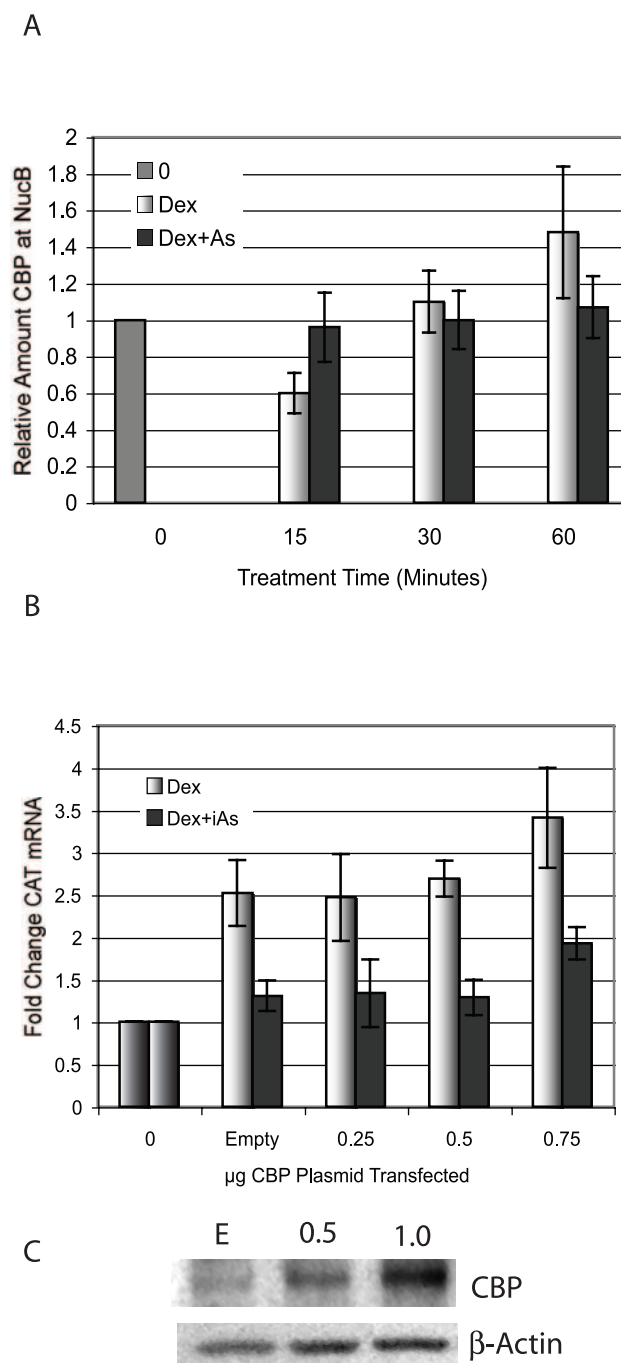 A
Relative Amount CBP at NucB
2
1.8
1.6
1.4
1.2
1
0.8
0.6
0.4
0.2
0
0
Dex
Dex+As
0 15 30 60
Treatment Time (Minutes)
B
Fold Change CAT mRNA
4.5
4
3.5
3
2.5
2
1.5
1
0.5
0
Dex
Dex+iAs
0 Empty 0.25 0.5 0.75
µg CBP Plasmid Transfected
C
E 0.5 1.0
CBP
β-Actin